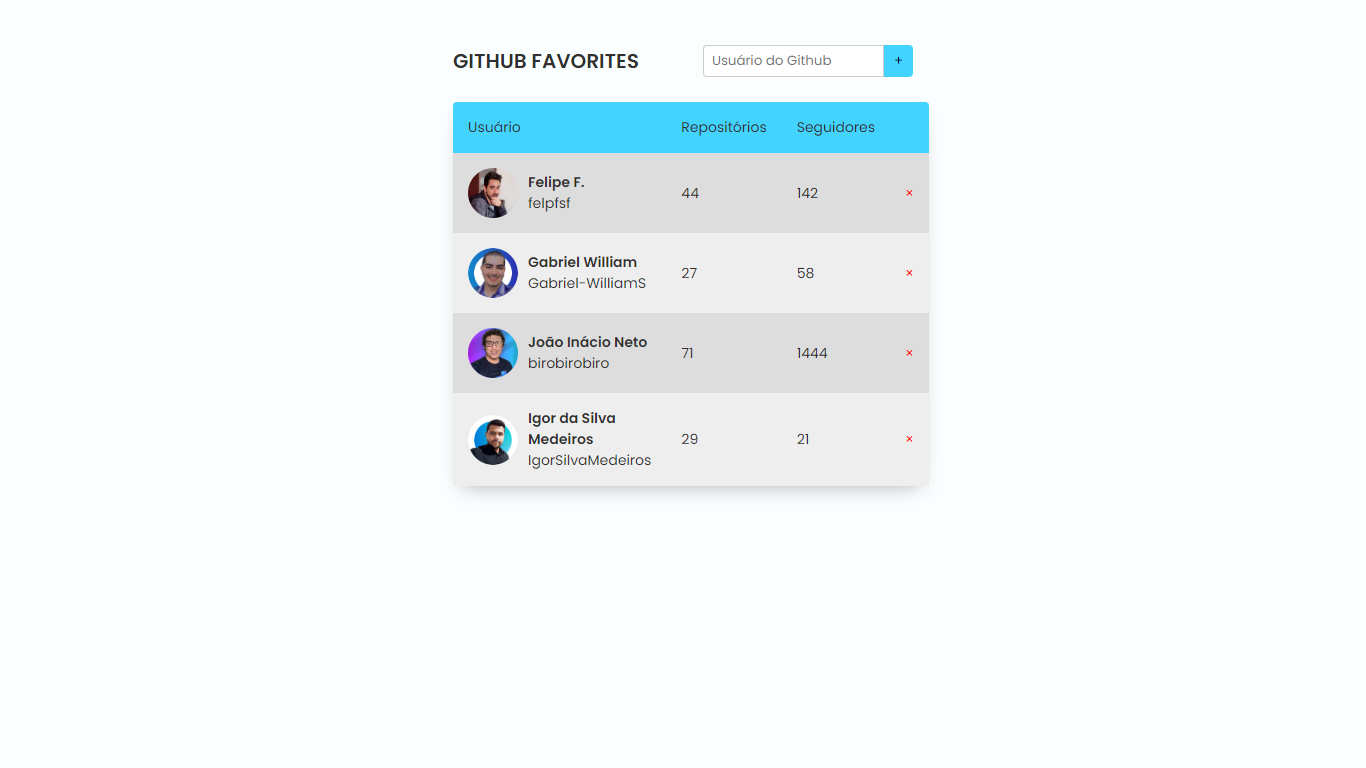 GITHUB FAVORITES
Usuário do Github +
Usuário Repositórios Seguidores
Felipe F.
felpfsf
44 142 ×
Gabriel William
Gabriel-WilliamS
27 58 ×
João Inácio Neto
birobirobiro
71 1444 ×
Igor da Silva
Medeiros
IgorSilvaMedeiros
29 21 ×